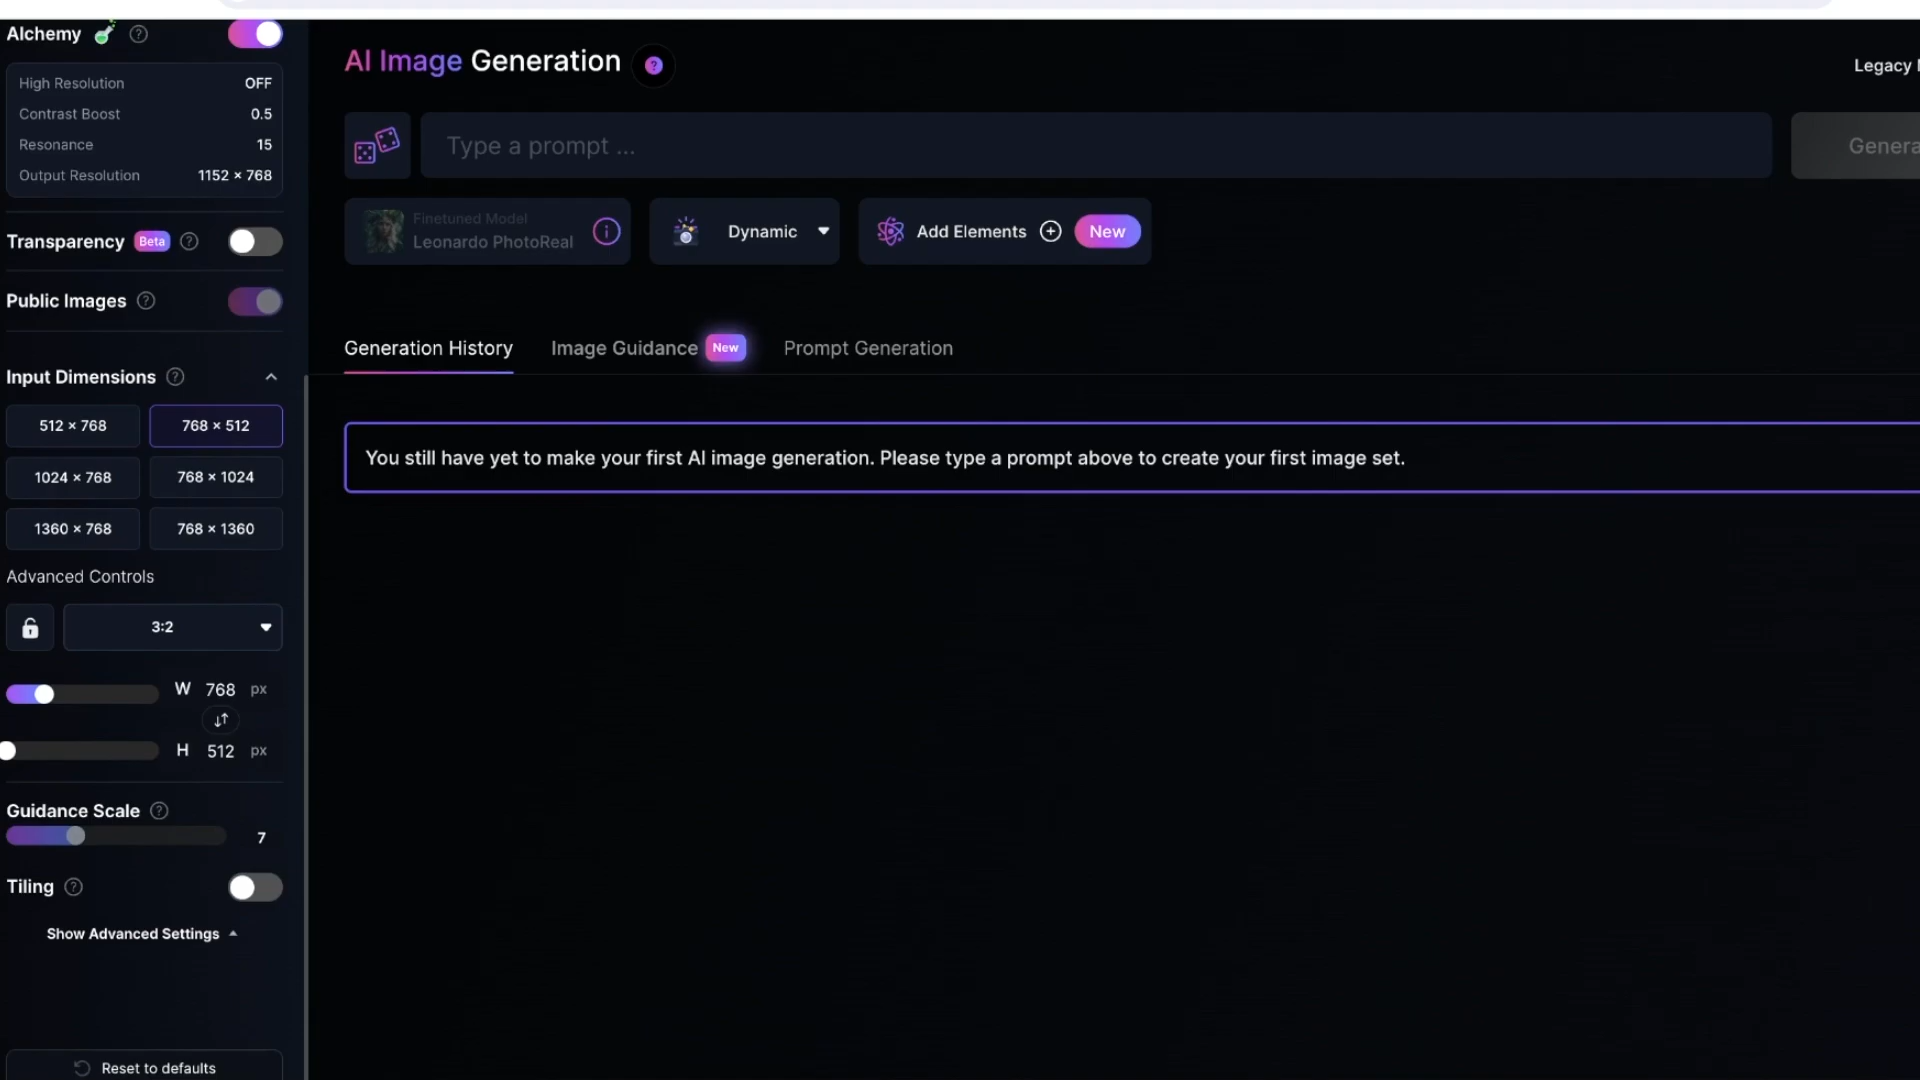 Alchemy
High Resolution OFF
Contrast Boost 0.5
Resonance 15
Output Resolution 1152 × 768
Transparency Beta
Public Images
Input Dimensions
512 × 768 768 × 512
1024 × 768 768 × 1024
1360 × 768 768 × 1360
Advanced Controls
3:2
W 768 px
H 512 px
Guidance Scale
7
Tiling
Show Advanced Settings
Reset to defaults
AI Image Generation ?
Legacy
Type a prompt ...
Genera
Finetuned Model
Leonardo PhotoReal
Dynamic
Add Elements New
Generation History Image Guidance New Prompt Generation
You still have yet to make your first AI image generation. Please type a prompt above to create your first image set.